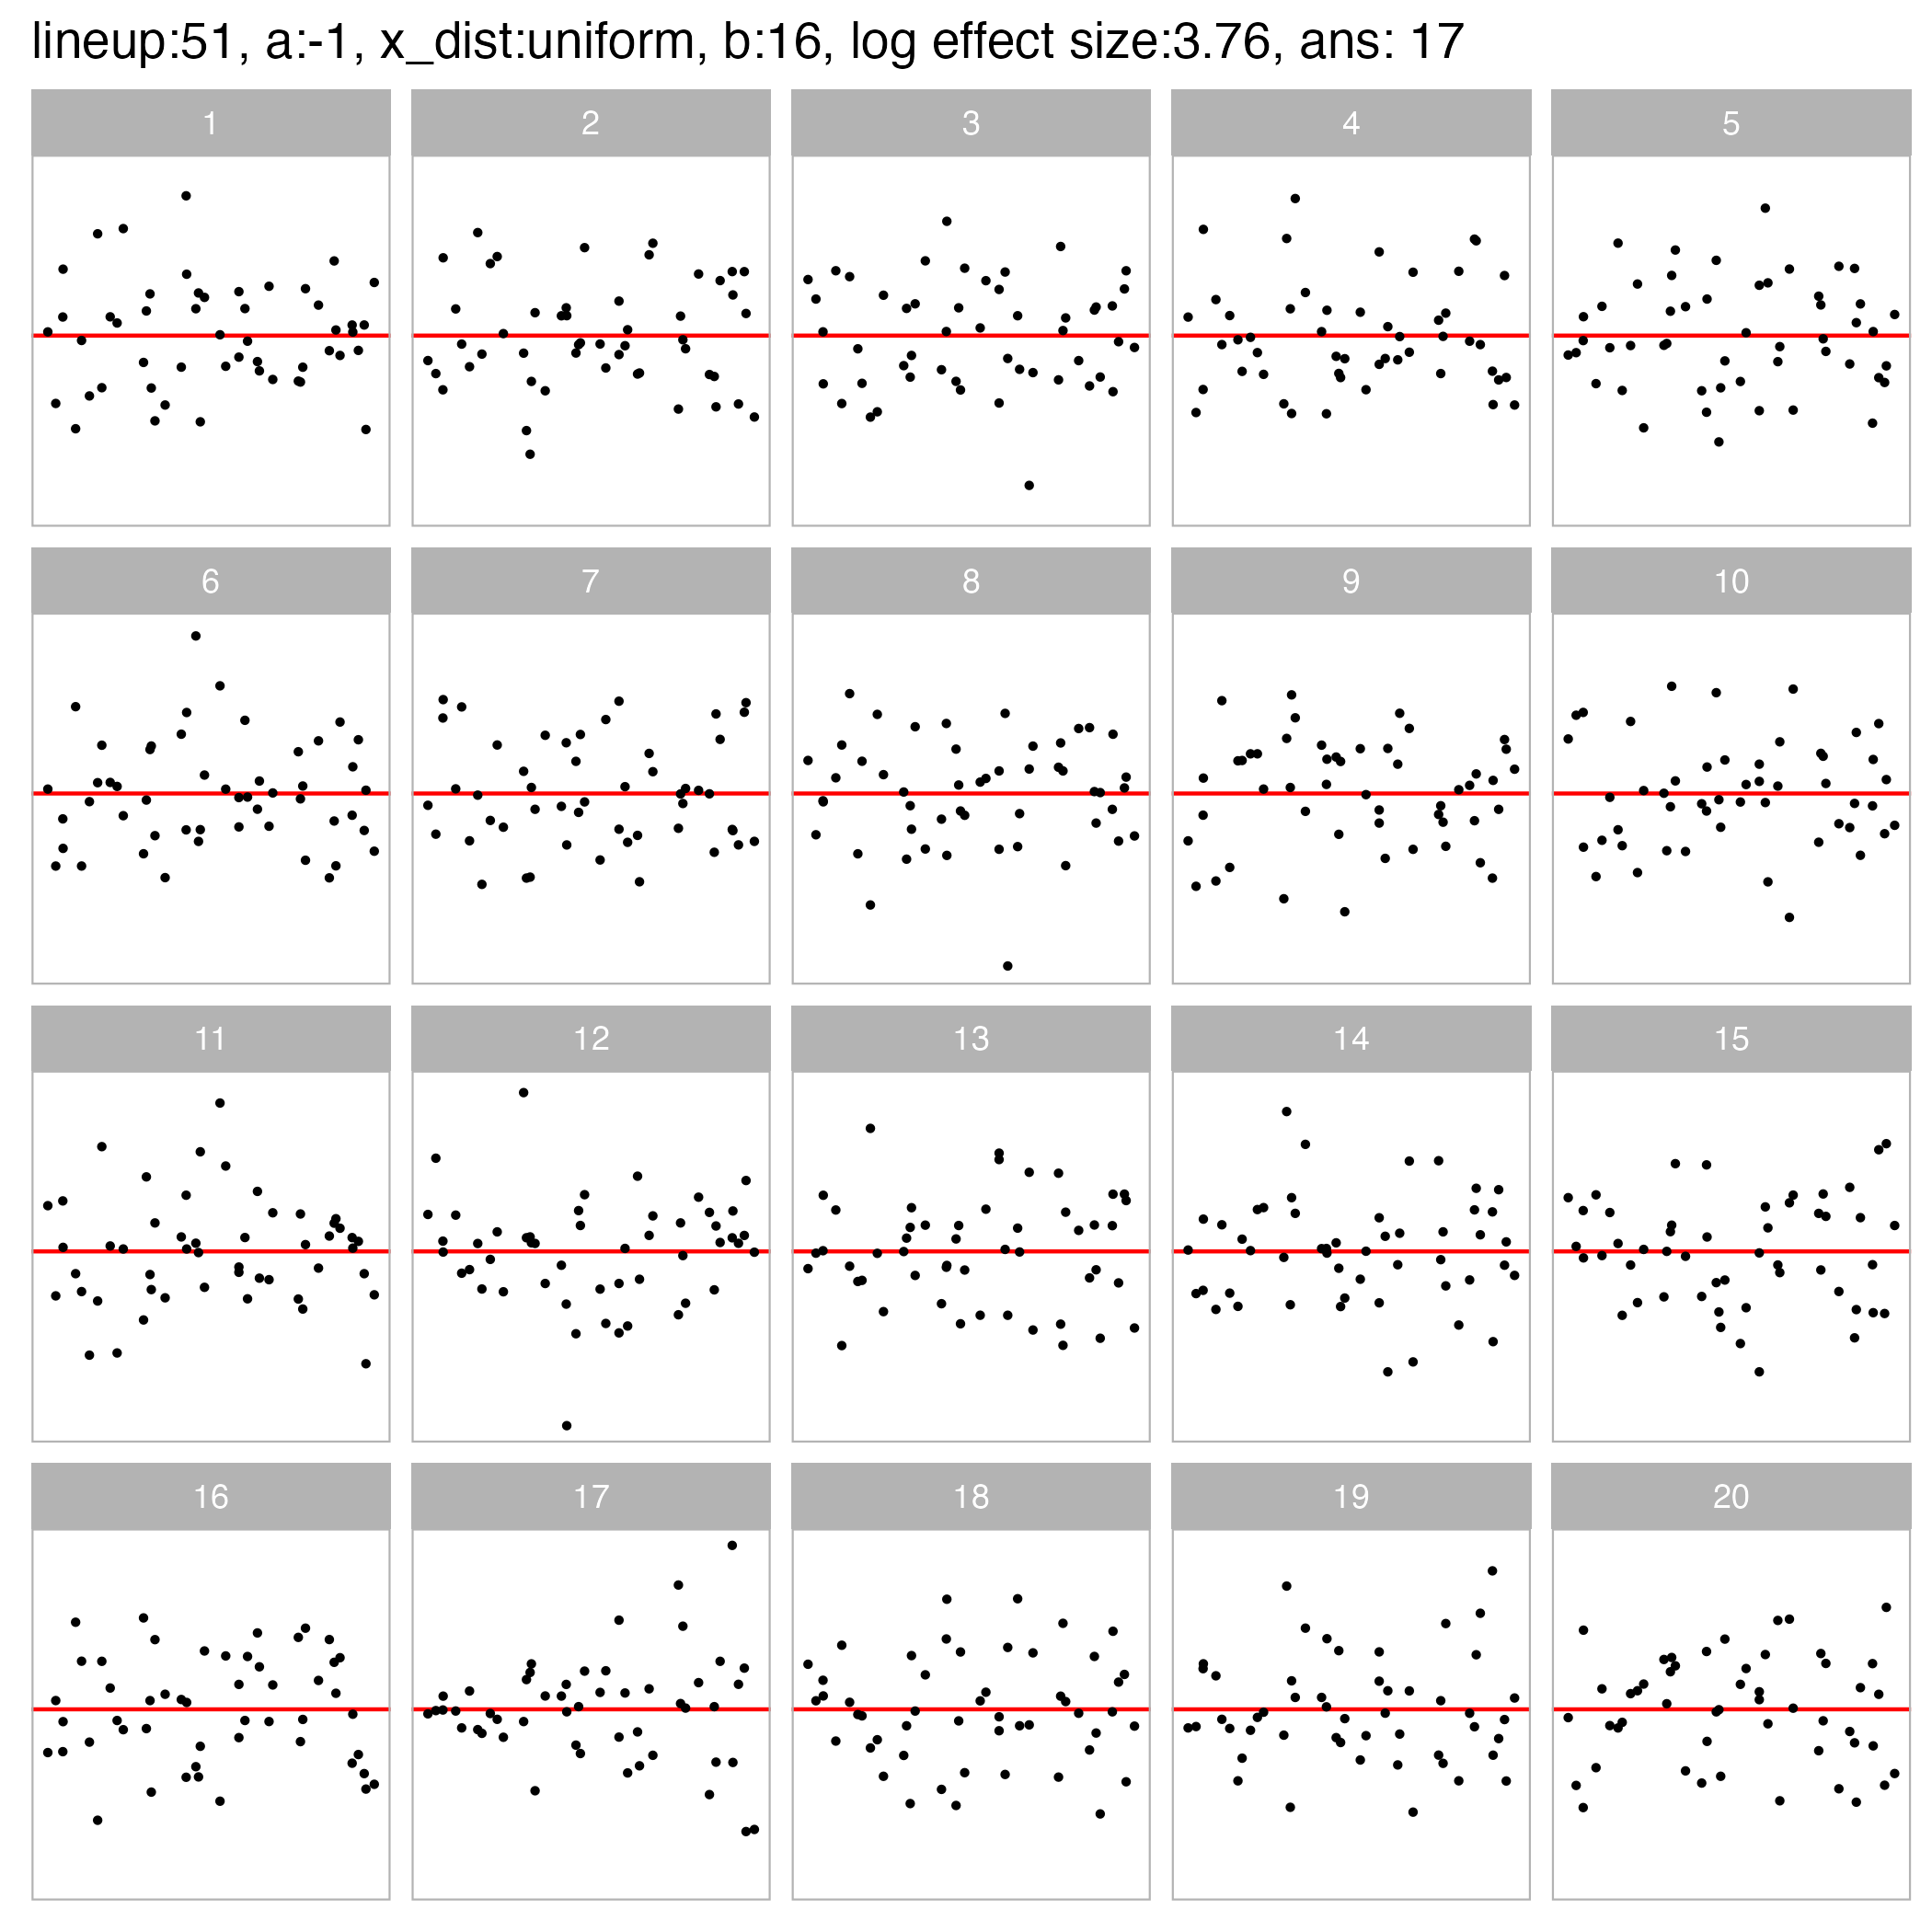 lineup:51, a:-1, x_dist:uniform, b:16, log effect size:3.76, ans: 17
1 2 3 4 5
6 7 8 9 10
11 12 13 14 15
16 17 18 19 20